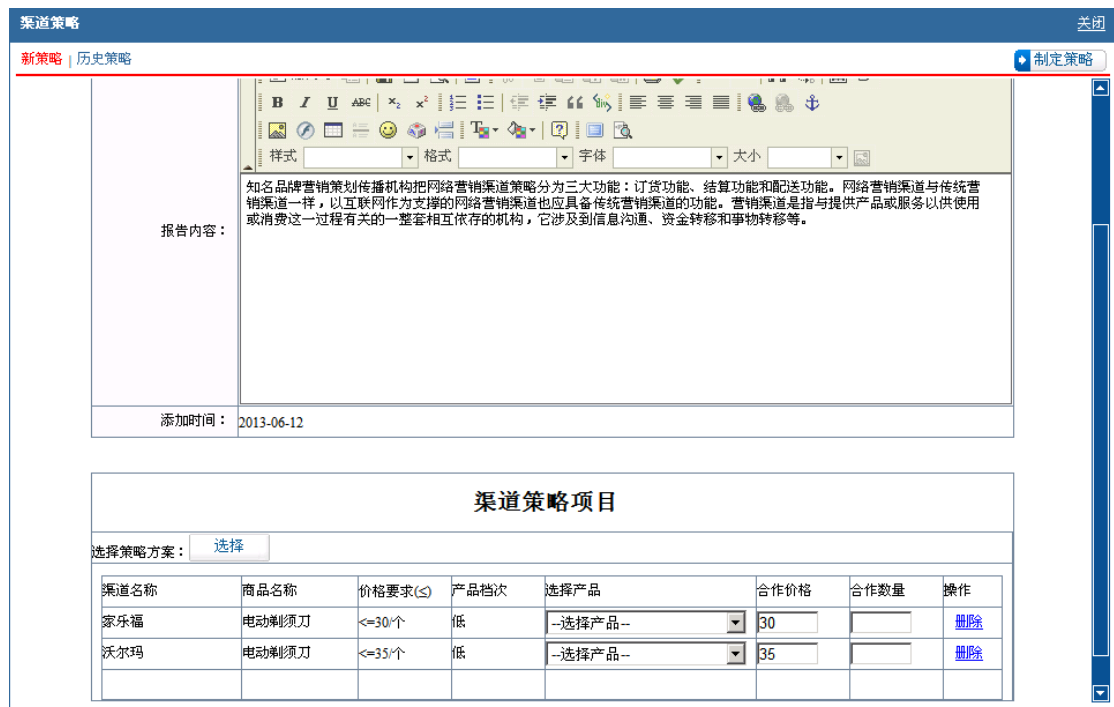 渠道策略 关闭
新策略 | 历史策略 制定策略
B I U ABC x₂ x²
样式 格式 字体 大小
知名品牌营销策划传播机构把网络营销渠道策略分为三大功能：订货功能、结算功能和配送功能。网络营销渠道与传统营
销渠道一样，以互联网作为支撑的网络营销渠道也应具备传统营销渠道的功能。营销渠道是指与提供产品或服务以供使用
或消费这一过程有关的一整套相互依存的机构，它涉及到信息沟通、资金转移和事物转移等。
报告内容：
添加时间： 2013-06-12
渠道策略项目
选择策略方案： 选择
渠道名称 商品名称 价格要求(≤) 产品档次 选择产品 合作价格 合作数量 操作
家乐福 电动剃须刀 <=30/个 低 --选择产品-- 30 删除
沃尔玛 电动剃须刀 <=35/个 低 --选择产品-- 35 删除